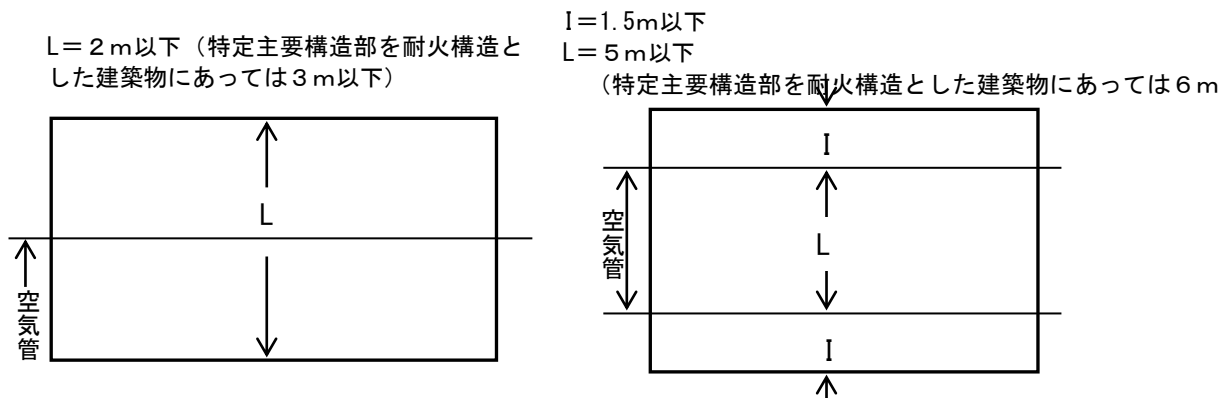 L=2m以下(特定主要構造部を耐火構造と
した建築物にあっては3m以下)
L
空気管
I=1.5m以下
L=5m以下
(特定主要構造部を耐火構造とした建築物にあっては6m
I
空気管
L
I